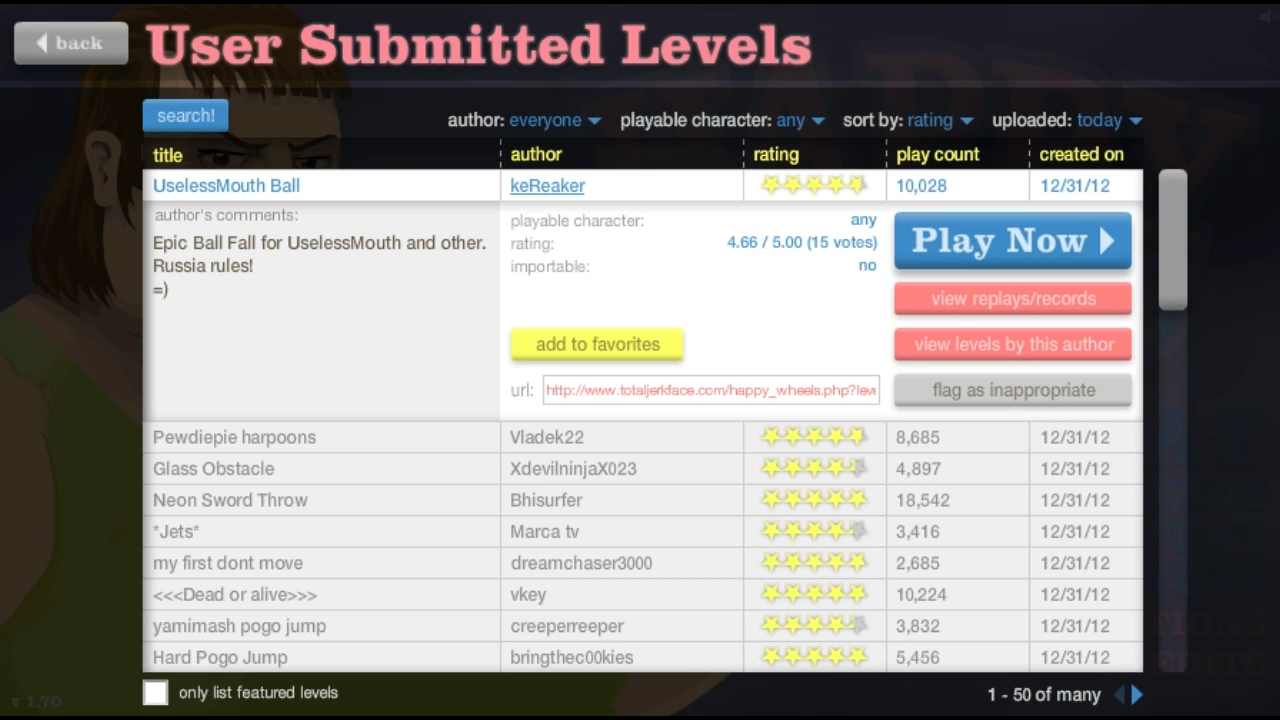 back
User Submitted Levels
search!
author: everyone playable character: any sort by: rating uploaded: today
title author rating play count created on
UselessMouth Ball keReaker 10,028 12/31/12
author's comments:
Epic Ball Fall for UselessMouth and other.
Russia rules!
=)
playable character: any
rating: 4.66 / 5.00 (15 votes)
importable: no
add to favorites
url: http://www.totaljerkface.com/happy_wheels.php?leve
Play Now
view replays/records
view levels by this author
flag as inappropriate
Pewdiepie harpoons Vladek22 8,685 12/31/12
Glass Obstacle XdevilninjaX023 4,897 12/31/12
Neon Sword Throw Bhisurfer 18,542 12/31/12
*Jets* Marca tv 3,416 12/31/12
my first dont move dreamchaser3000 2,685 12/31/12
<<<Dead or alive>>> vkey 10,224 12/31/12
yamimash pogo jump creeperreeper 3,832 12/31/12
Hard Pogo Jump bringthec00kies 5,456 12/31/12
only list featured levels 1 - 50 of many
v 1.70